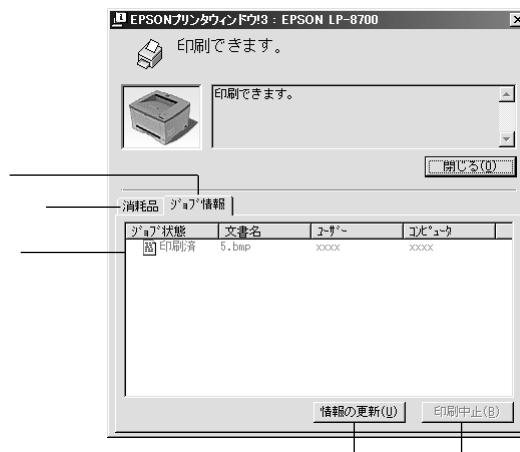 EPSONプリンタウィンドウ!3 : EPSON LP-8700
印刷できます。
印刷できます。
閉じる(O)
消耗品 ジョブ情報
ジョブ状態 文書名 ユーザー コンピュータ
印刷済 5.bmp xxxx xxxx
情報の更新(U) 印刷中止(B)